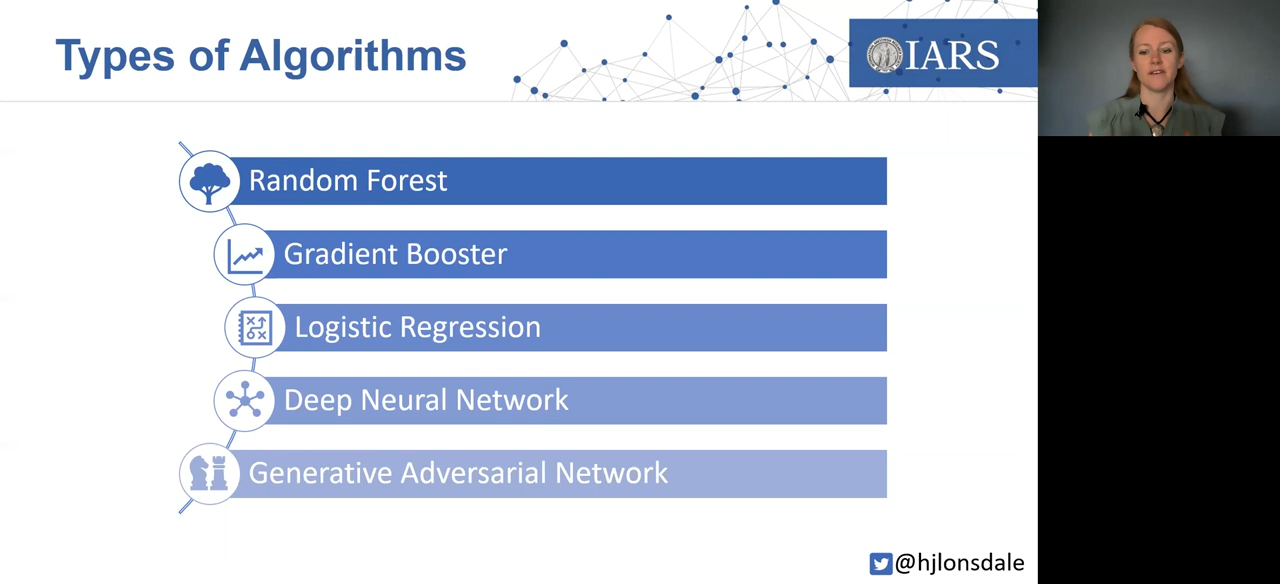 Types of Algorithms
IARS
Random Forest
Gradient Booster
Logistic Regression
Deep Neural Network
Generative Adversarial Network
@hjlonsdale